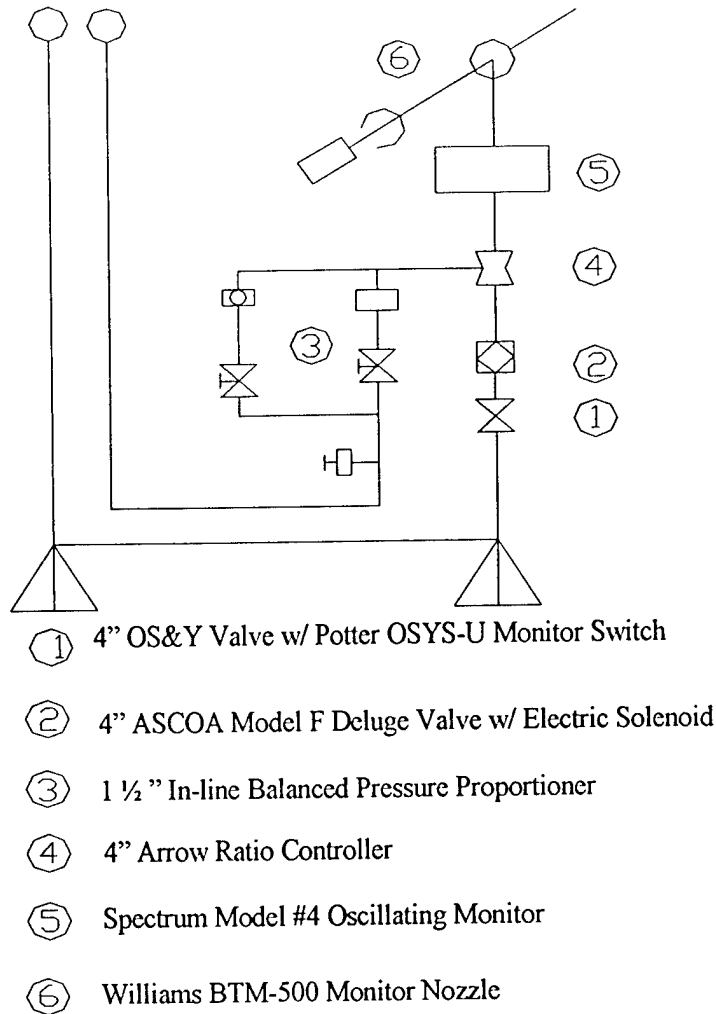 6
5
4
3
2
1
1 4” OS&Y Valve w/ Potter OSYS-U Monitor Switch
2 4” ASCOA Model F Deluge Valve w/ Electric Solenoid
3 1 ½ ” In-line Balanced Pressure Proportioner
4 4” Arrow Ratio Controller
5 Spectrum Model #4 Oscillating Monitor
6 Williams BTM-500 Monitor Nozzle